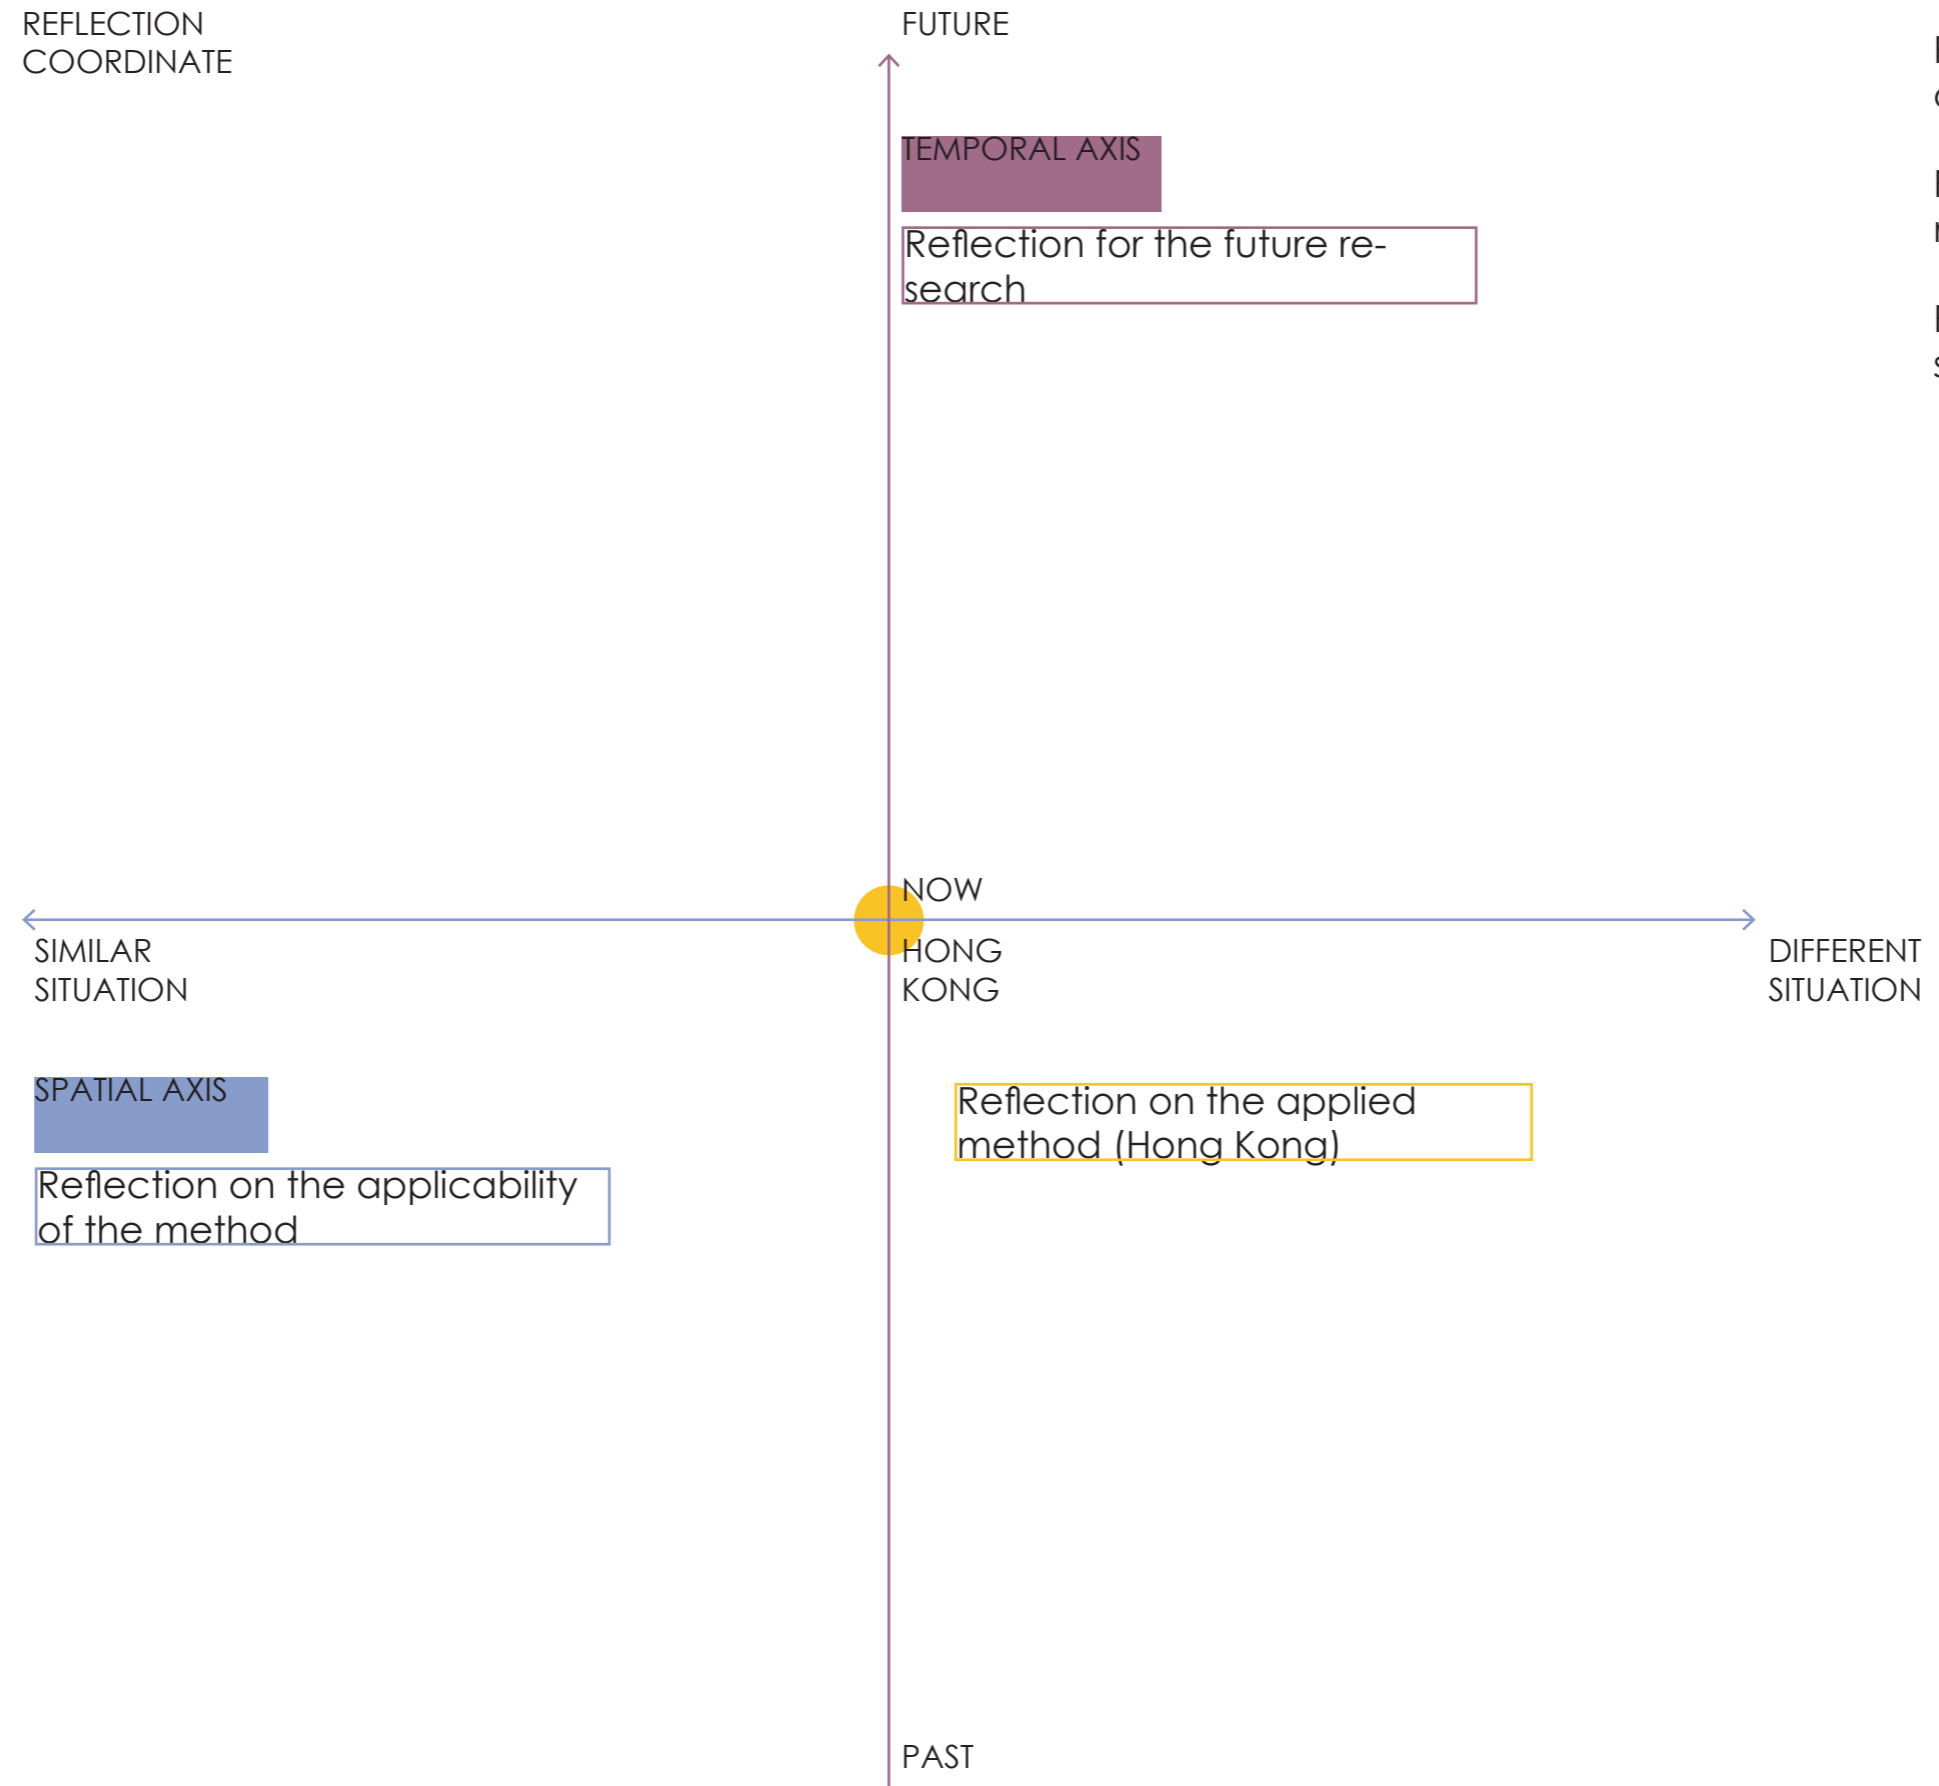 REFLECTION
COORDINATE
FUTURE
TEMPORAL AXIS
Reflection for the future re-
search
NOW
HONG
KONG
SIMILAR
SITUATION
DIFFERENT
SITUATION
SPATIAL AXIS
Reflection on the applicability
of the method
Reflection on the applied
method (Hong Kong)
PAST